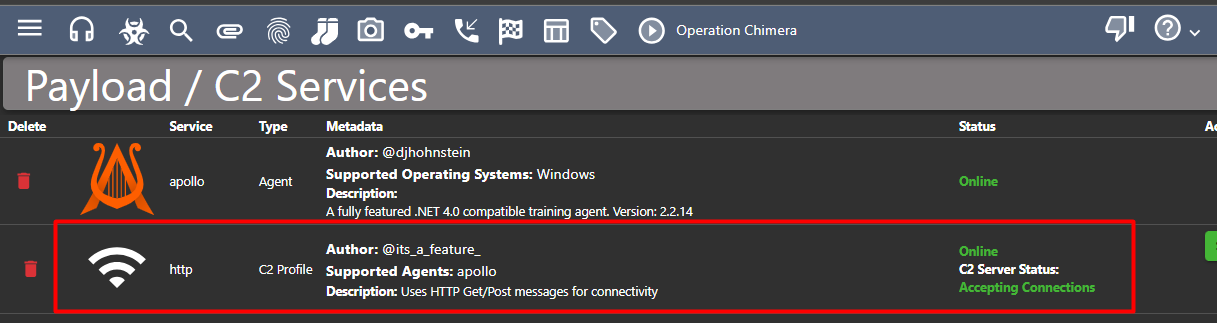 Operation Chimera
Payload / C2 Services
Delete Service Type Metadata Status
Author: @djhohnstein
apollo Agent Supported Operating Systems: Windows Online
Description:
A fully featured .NET 4.0 compatible training agent. Version: 2.2.14
Author: @its_a_feature_ Online
http C2 Profile Supported Agents: apollo C2 Server Status:
Description: Uses HTTP Get/Post messages for connectivity Accepting Connections